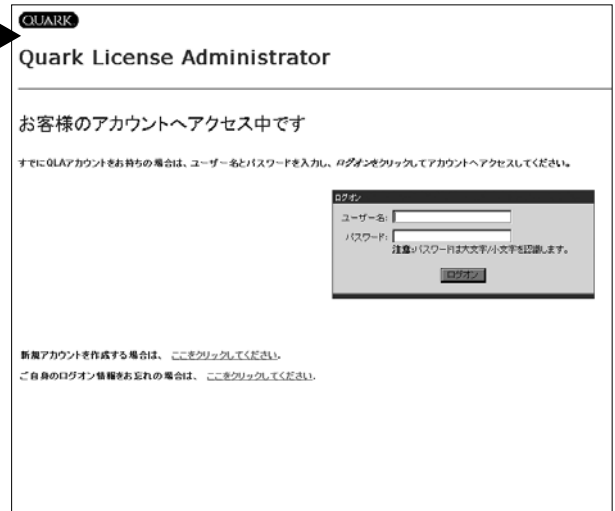 QUARK
Quark License Administrator
お客様のアカウントへアクセス中です
すでにQLAアカウントをお持ちの場合は、ユーザー名とパスワードを入力し、ログオンをクリックしてアカウントへアクセスしてください。
ログオン
ユーザー名:
パスワード:
注意:パスワードは大文字/小文字を認識します。
ログオン
新規アカウントを作成する場合は、 ここをクリックしてください.
ご自身のログオン情報をお忘れの場合は、 ここをクリックしてください.